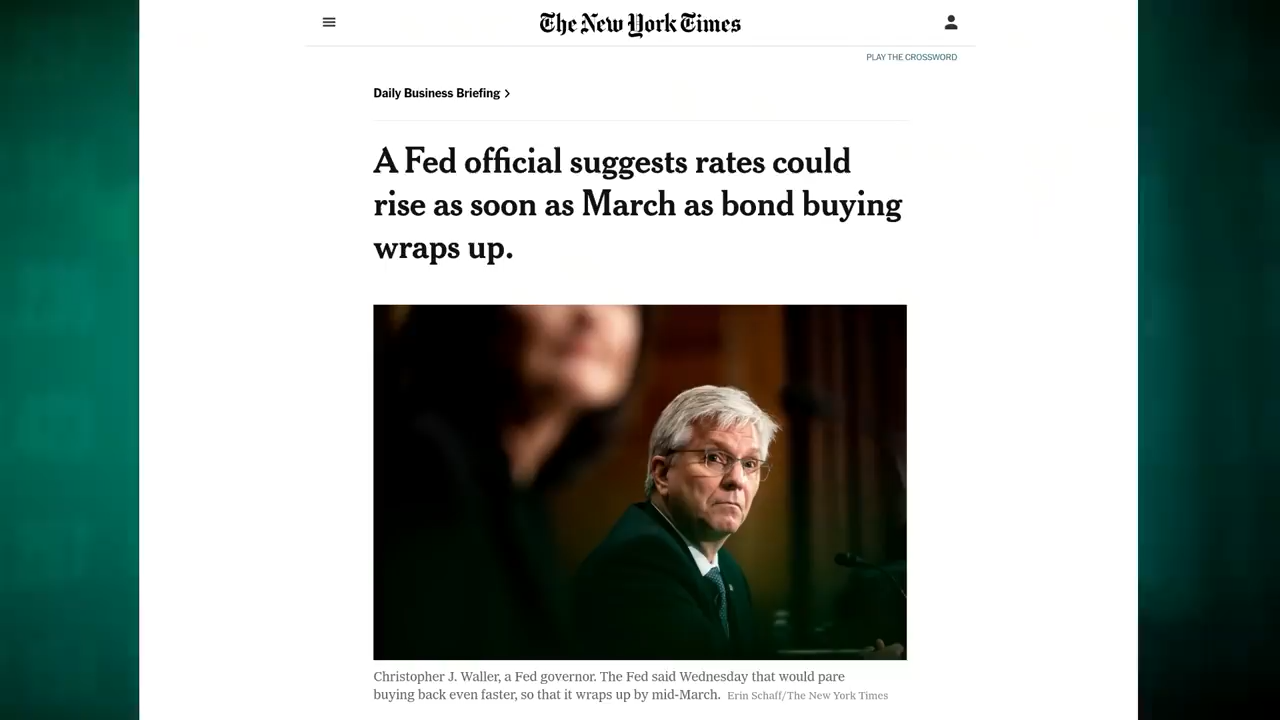 The New York Times
PLAY THE CROSSWORD
Daily Business Briefing >
A Fed official suggests rates could
rise as soon as March as bond buying
wraps up.
Christopher J. Waller, a Fed governor. The Fed said Wednesday that would pare
buying back even faster, so that it wraps up by mid-March. Erin Schaff/The New York Times